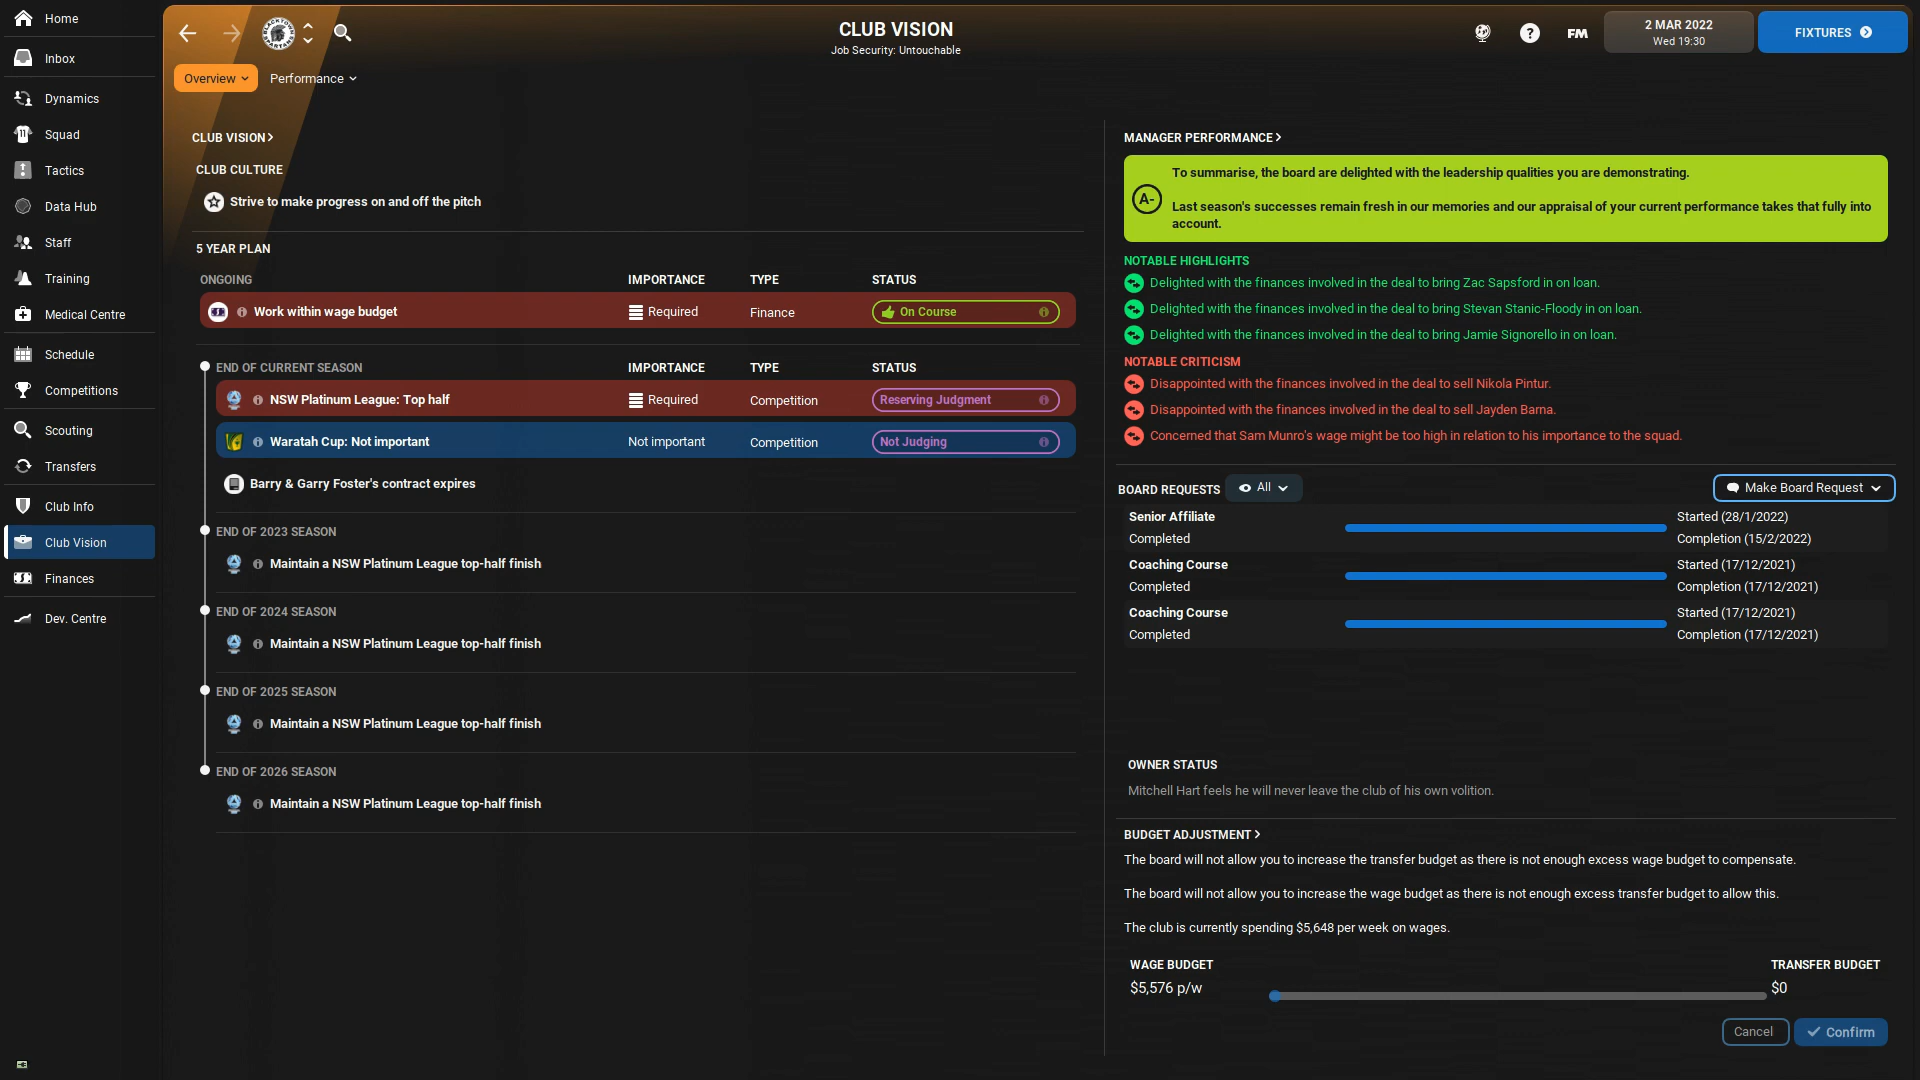 Home
Inbox
Dynamics
Squad
Tactics
Data Hub
Staff
Training
Medical Centre
Schedule
Competitions
Scouting
Transfers
Club Info
Club Vision
Finances
Dev. Centre
CLUB VISION
Job Security: Untouchable
FM
2 MAR 2022
Wed 19:30
FIXTURES
Overview
Performance
CLUB VISION
CLUB CULTURE
Strive to make progress on and off the pitch
5 YEAR PLAN
ONGOING IMPORTANCE TYPE STATUS
Work within wage budget Required Finance On Course
END OF CURRENT SEASON IMPORTANCE TYPE STATUS
NSW Platinum League: Top half Required Competition Reserving Judgment
Waratah Cup: Not important Not important Competition Not Judging
Barry & Garry Foster's contract expires
END OF 2023 SEASON
Maintain a NSW Platinum League top-half finish
END OF 2024 SEASON
Maintain a NSW Platinum League top-half finish
END OF 2025 SEASON
Maintain a NSW Platinum League top-half finish
END OF 2026 SEASON
Maintain a NSW Platinum League top-half finish
MANAGER PERFORMANCE
A-
To summarise, the board are delighted with the leadership qualities you are demonstrating.
Last season's successes remain fresh in our memories and our appraisal of your current performance takes that fully into
account.
NOTABLE HIGHLIGHTS
Delighted with the finances involved in the deal to bring Zac Sapsford in on loan.
Delighted with the finances involved in the deal to bring Stevan Stanic-Floody in on loan.
Delighted with the finances involved in the deal to bring Jamie Signorello in on loan.
NOTABLE CRITICISM
Disappointed with the finances involved in the deal to sell Nikola Pintur.
Disappointed with the finances involved in the deal to sell Jayden Barna.
Concerned that Sam Munro's wage might be too high in relation to his importance to the squad.
BOARD REQUESTS All Make Board Request
Senior Affiliate Started (28/1/2022)
Completed Completion (15/2/2022)
Coaching Course Started (17/12/2021)
Completed Completion (17/12/2021)
Coaching Course Started (17/12/2021)
Completed Completion (17/12/2021)
OWNER STATUS
Mitchell Hart feels he will never leave the club of his own volition.
BUDGET ADJUSTMENT
The board will not allow you to increase the transfer budget as there is not enough excess wage budget to compensate.
The board will not allow you to increase the wage budget as there is not enough excess transfer budget to allow this.
The club is currently spending $5,648 per week on wages.
WAGE BUDGET TRANSFER BUDGET
$5,576 p/w $0
Cancel Confirm